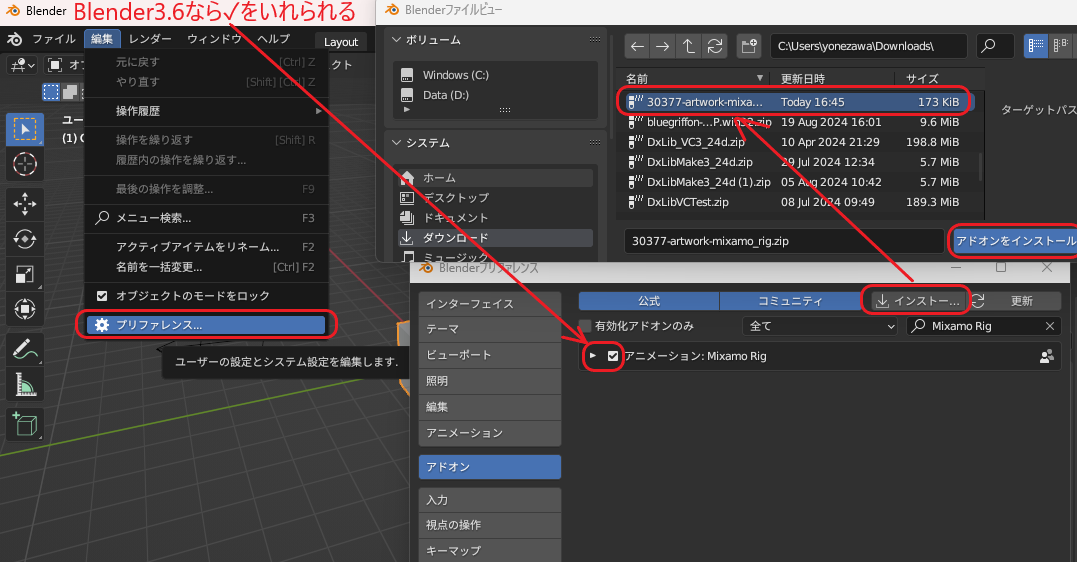 Blender
Blender3.6なら√をいれられる
ファイル 編集 レンダー ウィンドウ ヘルプ Layout
元に戻す [Ctrl] Z
やり直す [Shift] [Ctrl] Z
操作履歴
操作を繰り返す [Shift] R
履歴内の操作を繰り返す...
最後の操作を調整... F9
メニュー検索... F3
アクティブアイテムをリネーム... F2
名前を一括変更... [Ctrl] F2
オブジェクトのモードをロック
プリファレンス...
ユーザーの設定とシステム設定を編集します.
クト
ユー
(1) C
Blenderファイルビュー
ボリューム
Windows (C:)
Data (D:)
システム
ホーム
デスクトップ
ドキュメント
ダウンロード
ミュージック
C:\Users\yonezawa\Downloads\
名前 更新日時 サイズ
30377-artwork-mixa... Today 16:45 173 KiB
bluegriffon-...P.win32.zip 19 Aug 2024 16:01 9.6 MiB
DxLib_VC3_24d.zip 10 Apr 2024 21:29 198.8 MiB
DxLibMake3_24d.zip 29 Jul 2024 12:34 5.7 MiB
DxLibMake3_24d (1).zip 05 Aug 2024 10:42 5.7 MiB
DxLibVCTest.zip 08 Jul 2024 09:49 189.3 MiB
ターゲットパス
30377-artwork-mixamo_rig.zip
アドオンをインストール
Blenderプリファレンス
インターフェイス
テーマ
ビューポート
照明
編集
アニメーション
アドオン
入力
視点の操作
キーマップ
公式 コミュニティ インストー... 更新
有効化アドオンのみ 全て Mixamo Rig
アニメーション: Mixamo Rig